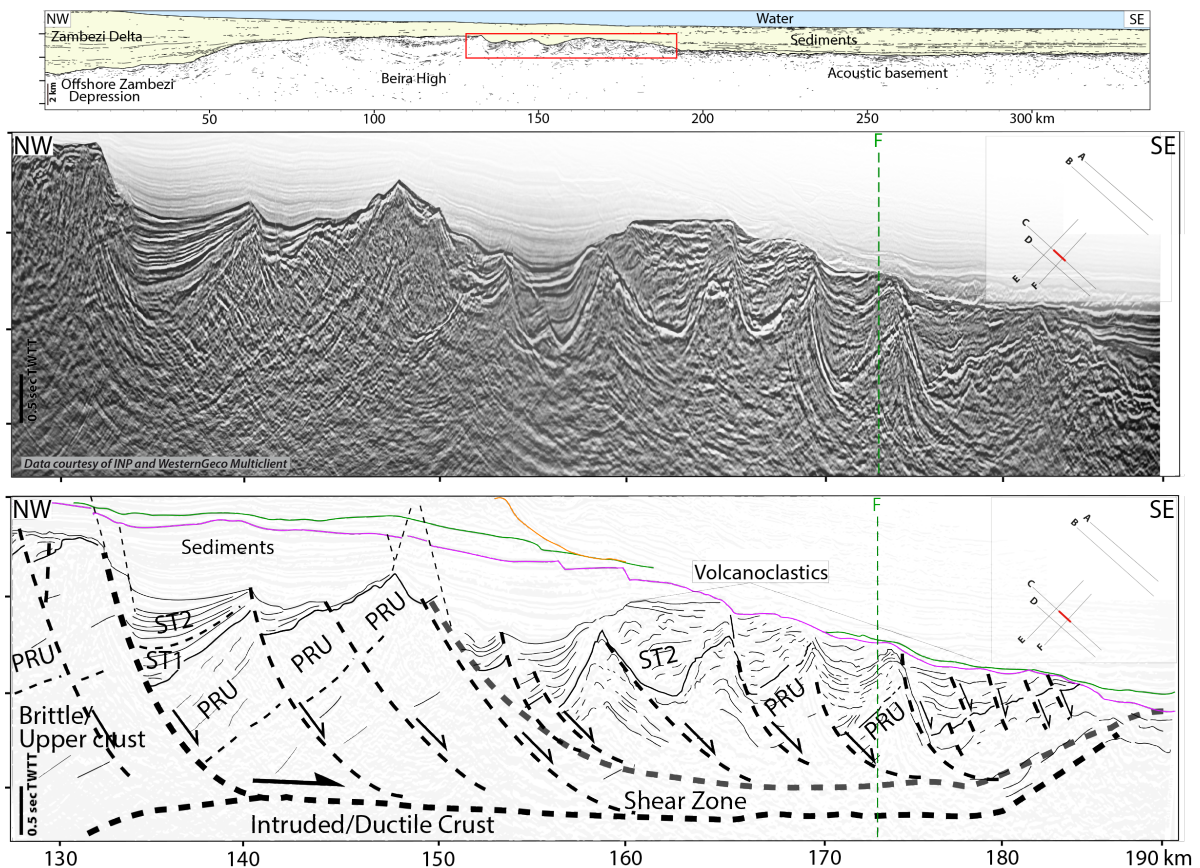 NW
Water
SE
Zambezi Delta
Sediments
Beira High
Acoustic basement
Offshore Zambezi
Depression
2 km
50
100
150
200
250
300 km
NW
F
SE
A
B
C
D
E
F
0.5 sec TWTT
Data courtesy of INP and WesternGeco Multiclient
NW
F
SE
A
B
C
D
E
F
Sediments
Volcanoclastics
ST2
ST1
PRU
PRU
PRU
PRU
ST2
PRU
PRU
Brittle/
Upper crust
0.5 sec TWTT
Shear Zone
Intruded/Ductile Crust
130
140
150
160
170
180
190 km